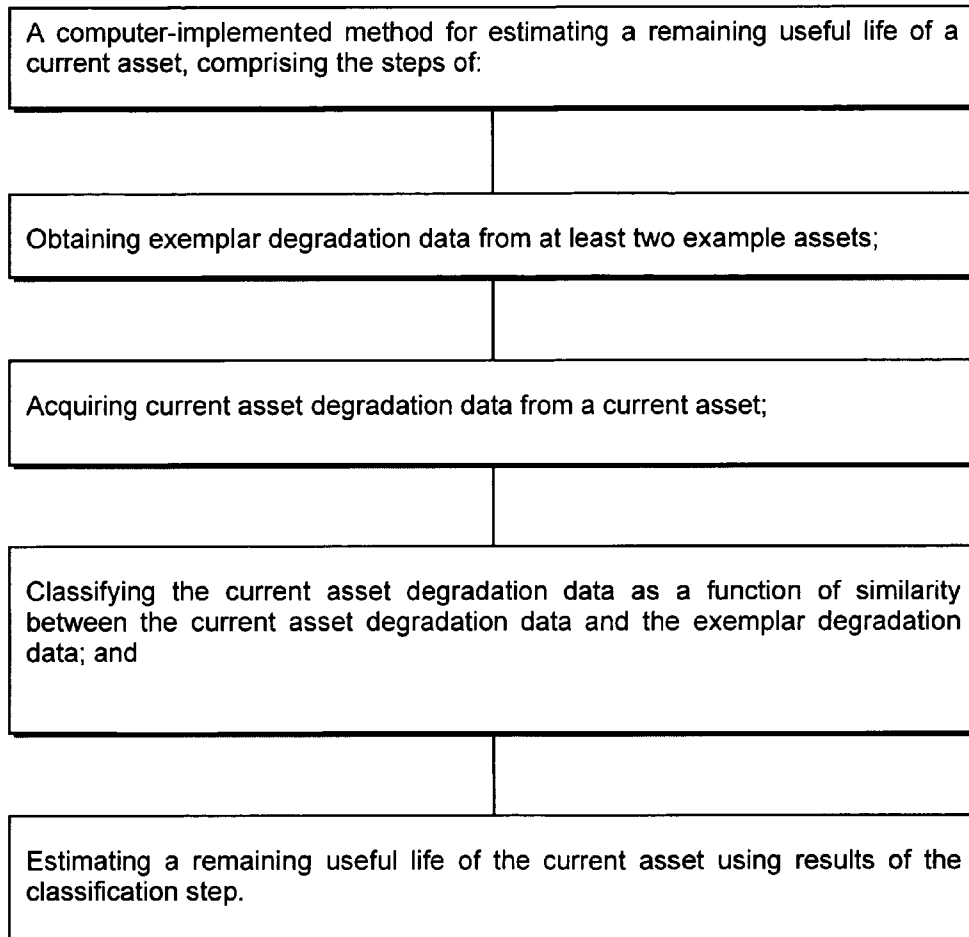 A computer-implemented method for estimating a remaining useful life of a
current asset, comprising the steps of:
Obtaining exemplar degradation data from at least two example assets;
Acquiring current asset degradation data from a current asset;
Classifying the current asset degradation data as a function of similarity
between the current asset degradation data and the exemplar degradation
data; and
Estimating a remaining useful life of the current asset using results of the
classification step.